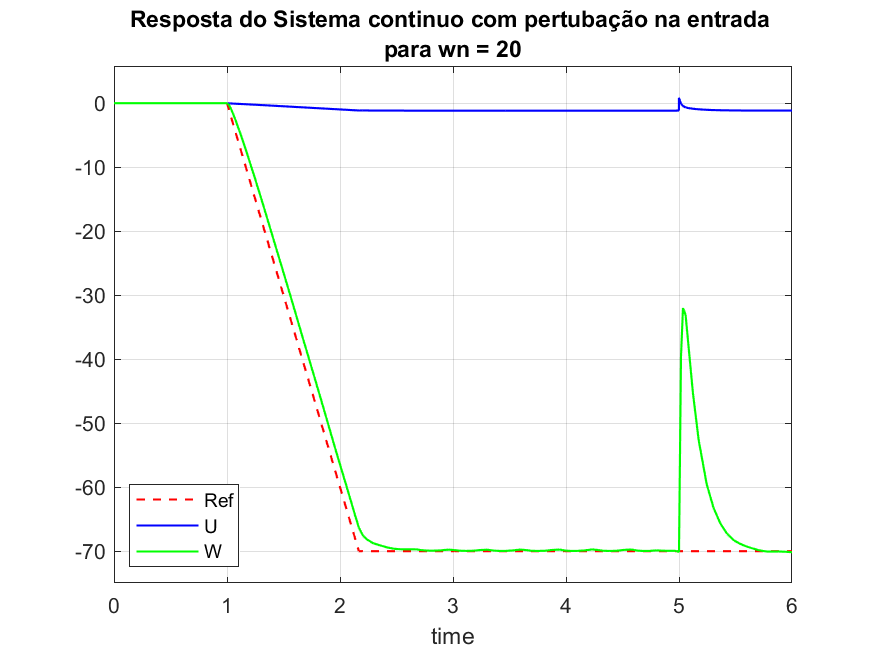 Resposta do Sistema continuo com pertubação na entrada
para wn = 20
0
-10
-20
-30
-40
-50
-60
-70
Ref
U
W
0 1 2 3 4 5 6
time